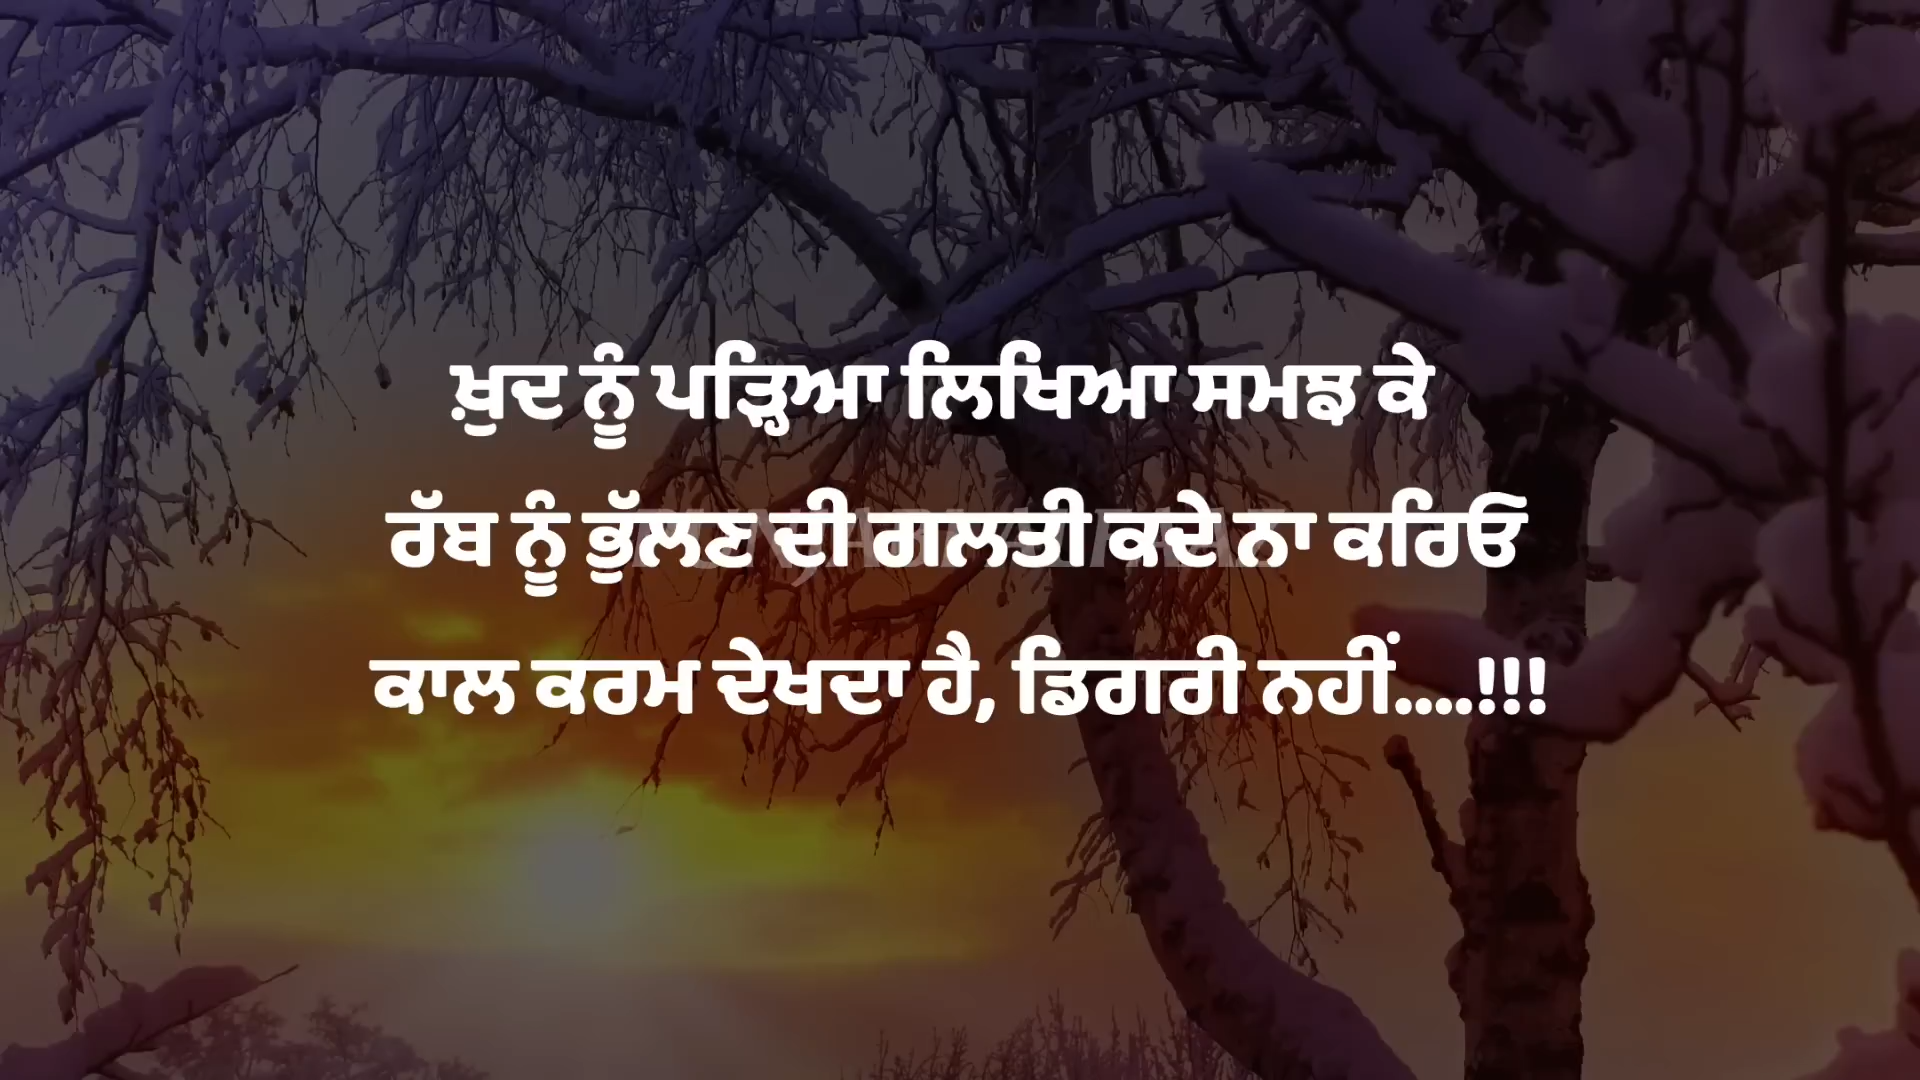 ਖ਼ੁਦ ਨੂੰ ਪੜ੍ਹਿਆ ਲਿਖਿਆ ਸਮਝ ਕੇ
ਰੱਬ ਨੂੰ ਭੁੱਲਣ ਦੀ ਗਲਤੀ ਕਦੇ ਨਾ ਕਰਿਓ
ਕਾਲ ਕਰਮ ਦੇਖਦਾ ਹੈ, ਡਿਗਰੀ ਨਹੀਂ....!!!